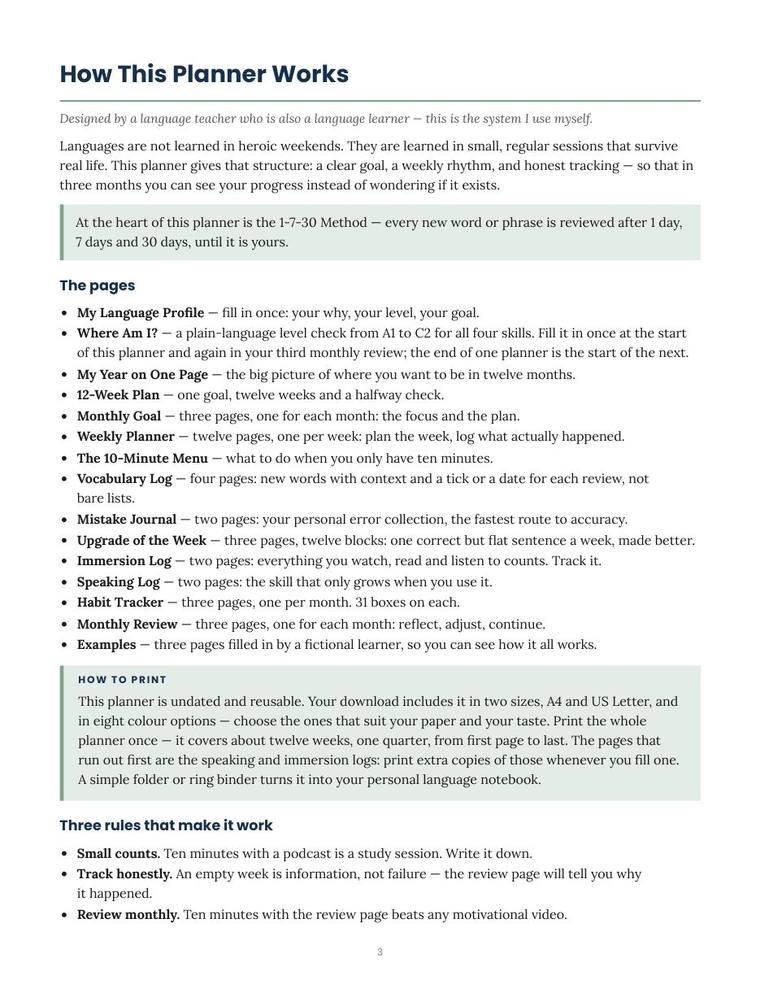 How This Planner Works
Designed by a language teacher who is also a language learner — this is the system I use myself.
Languages are not learned in heroic weekends. They are learned in small, regular sessions that survive
real life. This planner gives that structure: a clear goal, a weekly rhythm, and honest tracking — so that in
three months you can see your progress instead of wondering if it exists.
At the heart of this planner is the 1-7-30 Method — every new word or phrase is reviewed after 1 day,
7 days and 30 days, until it is yours.
The pages
• My Language Profile — fill in once: your why, your level, your goal.
• Where Am I? — a plain-language level check from A1 to C2 for all four skills. Fill it in once at the start
of this planner and again in your third monthly review; the end of one planner is the start of the next.
• My Year on One Page — the big picture of where you want to be in twelve months.
• 12-Week Plan — one goal, twelve weeks and a halfway check.
• Monthly Goal — three pages, one for each month: the focus and the plan.
• Weekly Planner — twelve pages, one per week: plan the week, log what actually happened.
• The 10-Minute Menu — what to do when you only have ten minutes.
• Vocabulary Log — four pages: new words with context and a tick or a date for each review, not
bare lists.
• Mistake Journal — two pages: your personal error collection, the fastest route to accuracy.
• Upgrade of the Week — three pages, twelve blocks: one correct but flat sentence a week, made better.
• Immersion Log — two pages: everything you watch, read and listen to counts. Track it.
• Speaking Log — two pages: the skill that only grows when you use it.
• Habit Tracker — three pages, one per month. 31 boxes on each.
• Monthly Review — three pages, one for each month: reflect, adjust, continue.
• Examples — three pages filled in by a fictional learner, so you can see how it all works.
HOW TO PRINT
This planner is undated and reusable. Your download includes it in two sizes, A4 and US Letter, and
in eight colour options — choose the ones that suit your paper and your taste. Print the whole
planner once — it covers about twelve weeks, one quarter, from first page to last. The pages that
run out first are the speaking and immersion logs: print extra copies of those whenever you fill one.
A simple folder or ring binder turns it into your personal language notebook.
Three rules that make it work
• Small counts. Ten minutes with a podcast is a study session. Write it down.
• Track honestly. An empty week is information, not failure — the review page will tell you why
it happened.
• Review monthly. Ten minutes with the review page beats any motivational video.
3